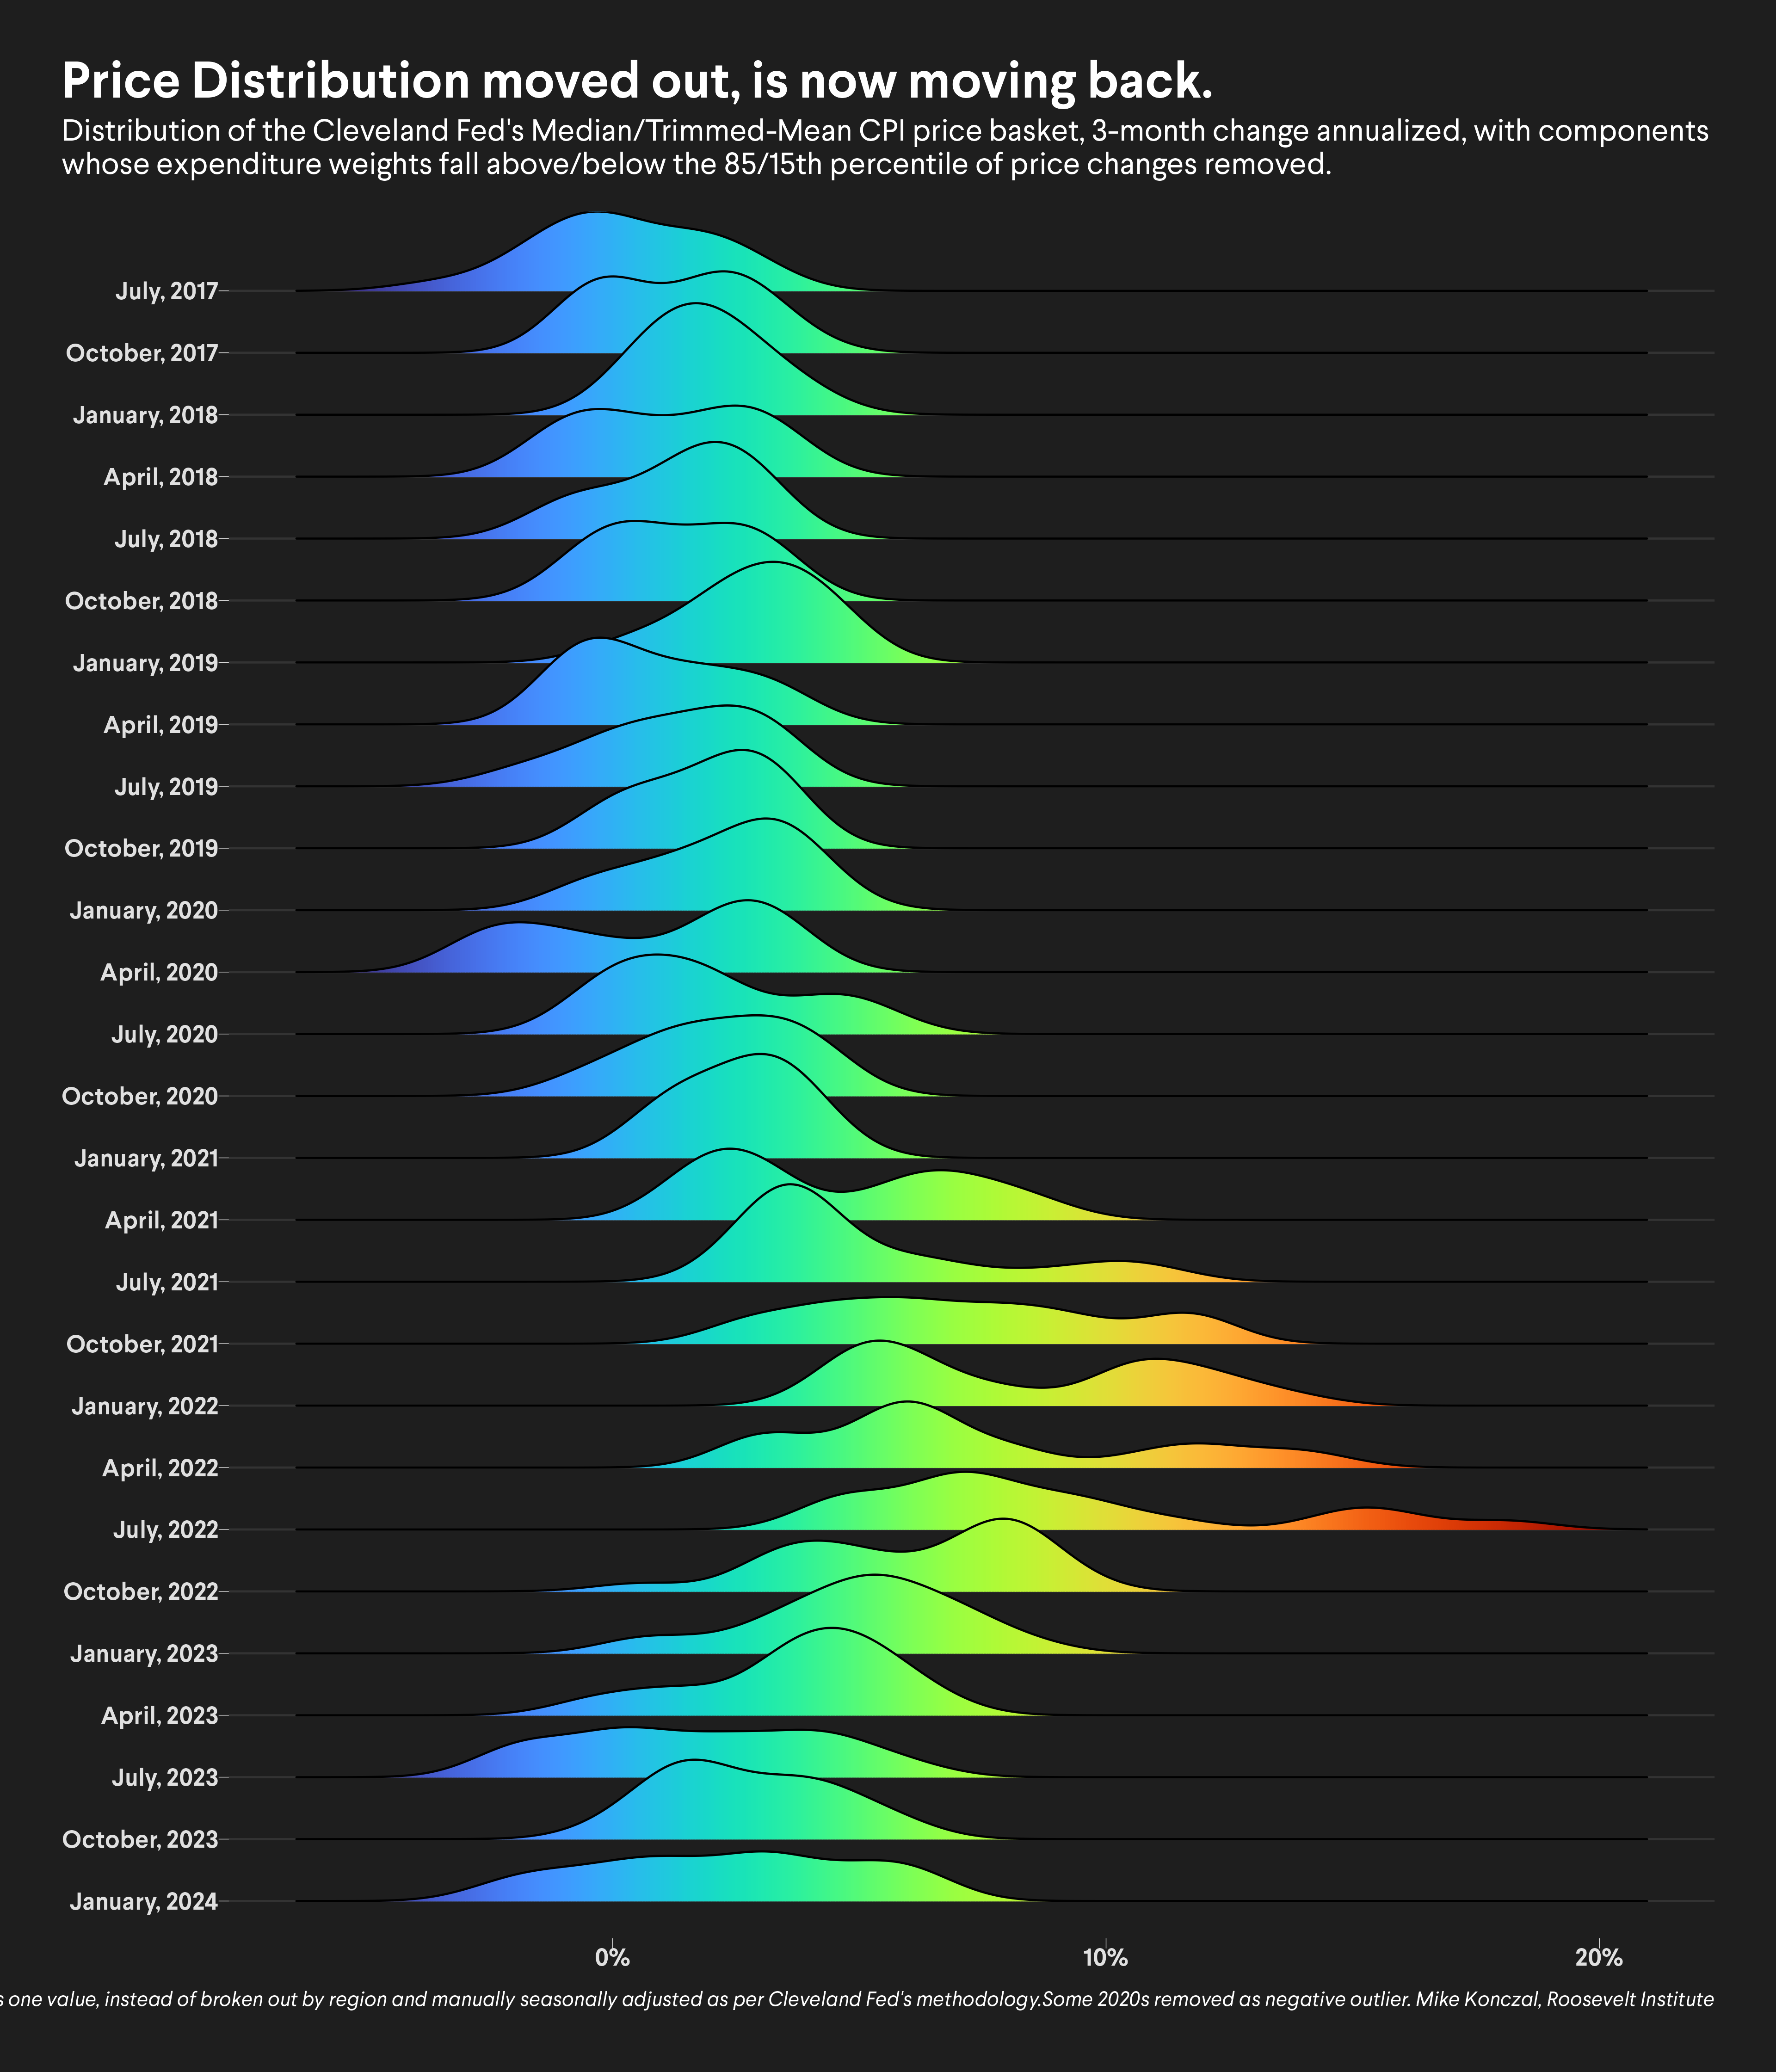 Price Distribution moved out, is now moving back.
Distribution of the Cleveland Fed's Median/Trimmed-Mean CPI price basket, 3-month change annualized, with components
whose expenditure weights fall above/below the 85/15th percentile of price changes removed.
July, 2017
October, 2017
January, 2018
April, 2018
July, 2018
October, 2018
January, 2019
April, 2019
July, 2019
October, 2019
January, 2020
April, 2020
July, 2020
October, 2020
January, 2021
April, 2021
July, 2021
October, 2021
January, 2022
April, 2022
July, 2022
October, 2022
January, 2023
April, 2023
July, 2023
October, 2023
January, 2024
0% 10% 20%
one value, instead of broken out by region and manually seasonally adjusted as per Cleveland Fed's methodology.Some 2020s removed as negative outlier. Mike Konczal, Roosevelt Institute